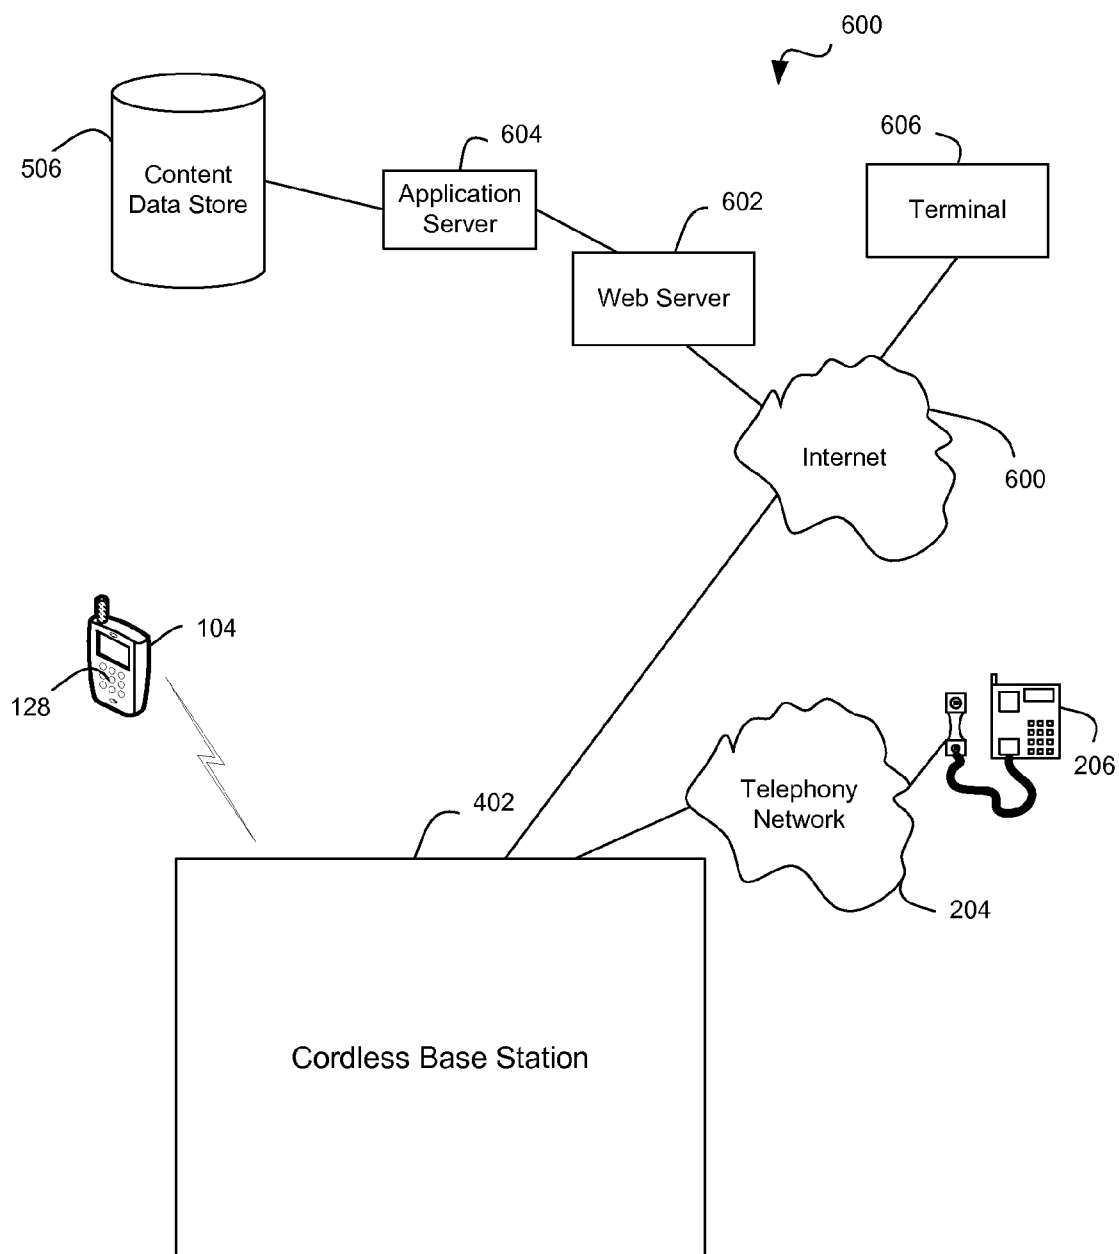 600
506
Content
Data Store
604
Application
Server
602
Web Server
606
Terminal
Internet
600
104
128
206
Telephony
Network
204
402
Cordless Base Station